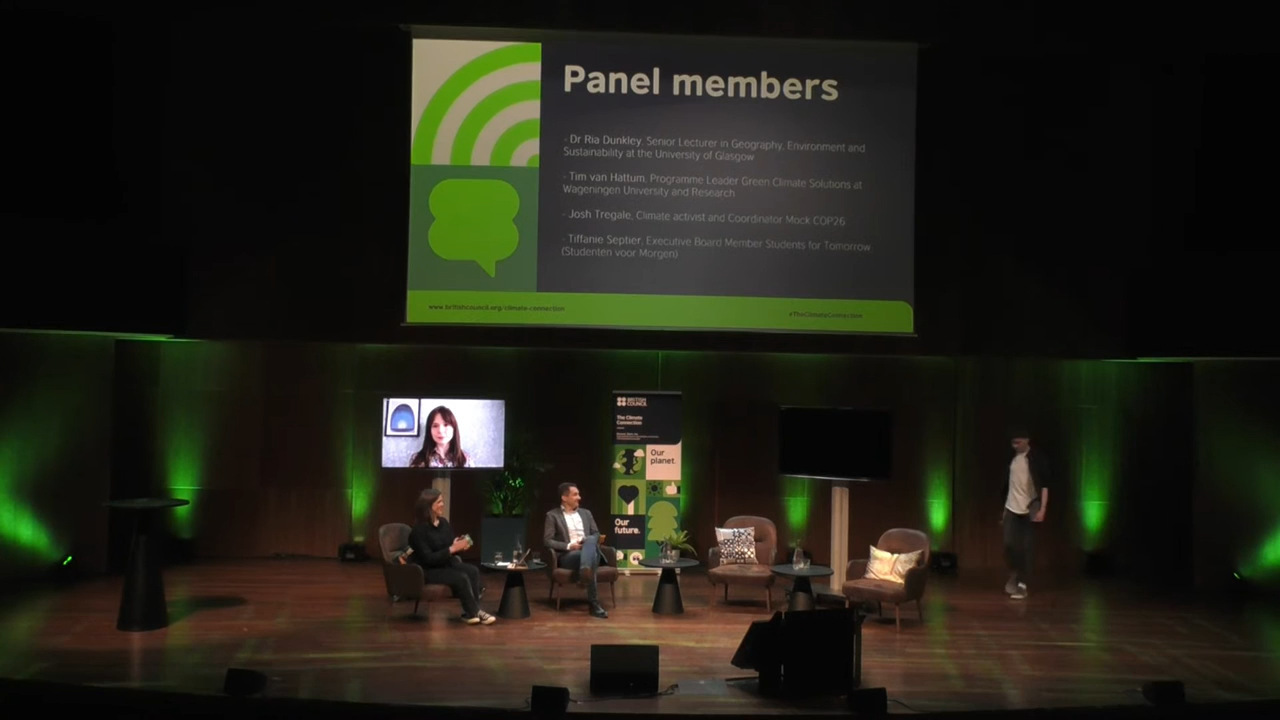 Panel members
- Dr Ria Dunkley, Senior Lecturer in Geography, Environment and
Sustainability at the University of Glasgow
- Tim van Hattum, Programme Leader Green Climate Solutions at
Wageningen University and Research
- Josh Tregale, Climate activist and Coordinator Mock COP26
- Tiffanie Septier, Executive Board Member Students for Tomorrow
(Studenten voor Morgen)
www.britishcouncil.org/climate-connection
#TheClimateConnection
BRITISH
COUNCIL
The Climate
Connection
Our
planet.
Our
future.